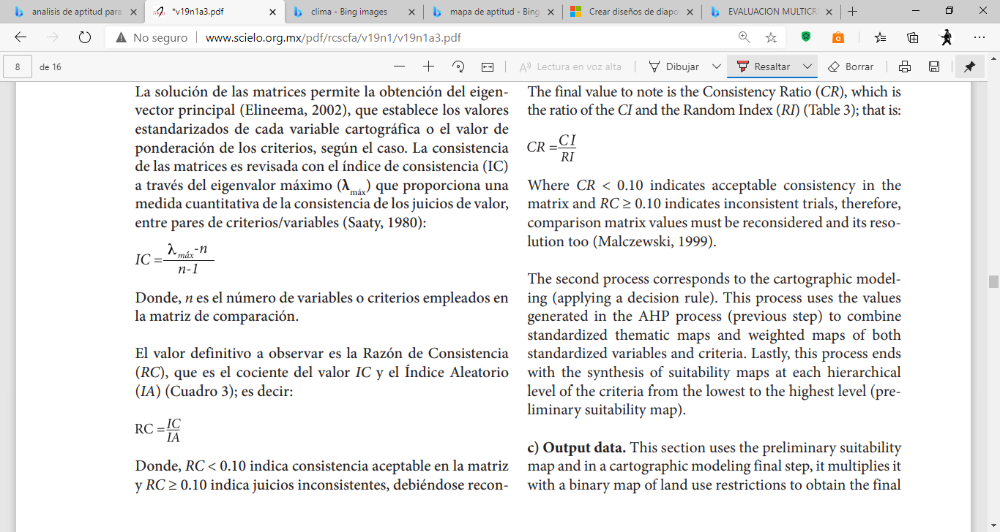 analisis de aptitud para
*v19n1a3.pdf
clima - Bing images
mapa de aptitud - Bing
Crear diseños de diapo
EVALUACION MULTICRI
No seguro
www.scielo.org.mx/pdf/rcscfa/v19n1/v19n1a3.pdf
8
de 16
Lectura en voz alta
Dibujar
Resaltar
Borrar
La solución de las matrices permite la obtención del eigen-
vector principal (Elineema, 2002), que establece los valores
estandarizados de cada variable cartográfica o el valor de
ponderación de los criterios, según el caso. La consistencia
de las matrices es revisada con el índice de consistencia (IC)
a través del eigenvalor máximo (λmáx) que proporciona una
medida cuantitativa de la consistencia de los juicios de valor,
entre pares de criterios/variables (Saaty, 1980):
IC = λmáx-n
n-1
Donde, n es el número de variables o criterios empleados en
la matriz de comparación.
El valor definitivo a observar es la Razón de Consistencia
(RC), que es el cociente del valor IC y el Índice Aleatorio
(IA) (Cuadro 3); es decir:
RC = IC
IA
Donde, RC < 0.10 indica consistencia aceptable en la matriz
y RC ≥ 0.10 indica juicios inconsistentes, debiéndose recon-
The final value to note is the Consistency Ratio (CR), which is
the ratio of the CI and the Random Index (RI) (Table 3); that is:
CR = CI
RI
Where CR < 0.10 indicates acceptable consistency in the
matrix and RC ≥ 0.10 indicates inconsistent trials, therefore,
comparison matrix values must be reconsidered and its reso-
lution too (Malczewski, 1999).
The second process corresponds to the cartographic model-
ing (applying a decision rule). This process uses the values
generated in the AHP process (previous step) to combine
standardized thematic maps and weighted maps of both
standardized variables and criteria. Lastly, this process ends
with the synthesis of suitability maps at each hierarchical
level of the criteria from the lowest to the highest level (pre-
liminary suitability map).
c) Output data. This section uses the preliminary suitability
map and in a cartographic modeling final step, it multiplies it
with a binary map of land use restrictions to obtain the final